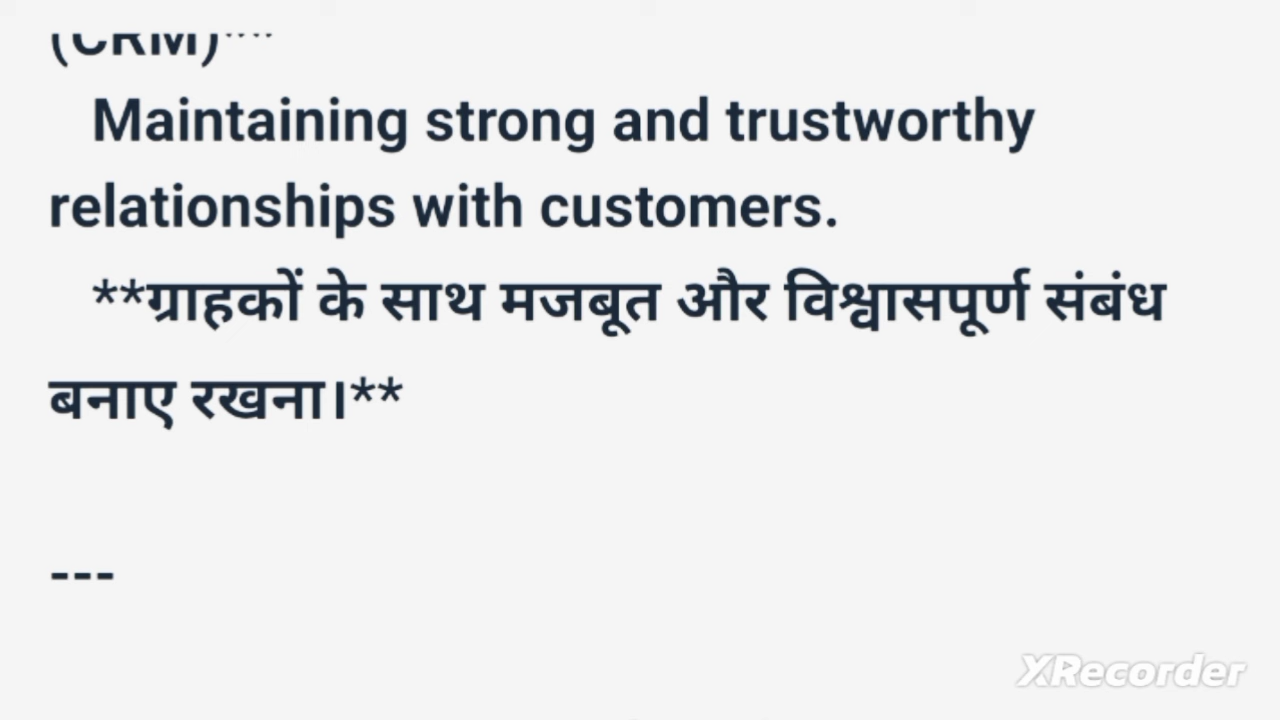 (CRM)**
Maintaining strong and trustworthy
relationships with customers.
**ग्राहकों के साथ मजबूत और विश्वासपूर्ण संबंध
बनाए रखना।**
---
XRecorder